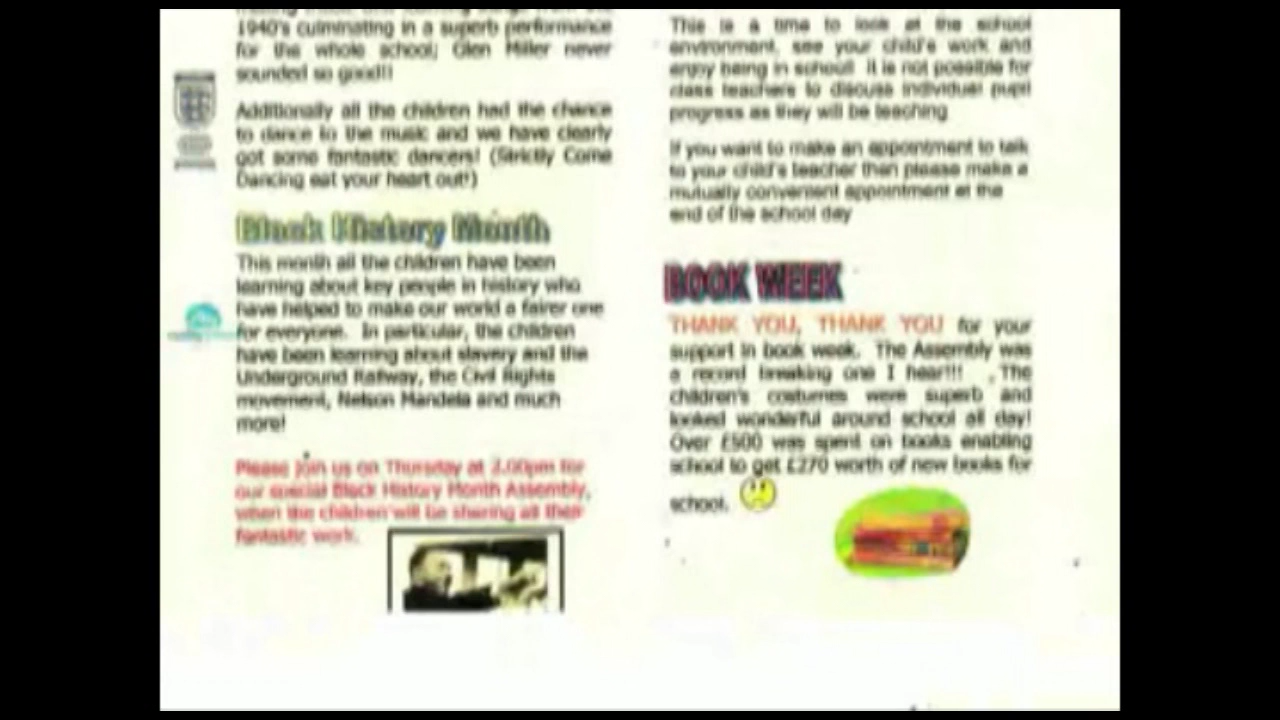 1940's culminating in a superb performance
for the whole school; Glen Miller never
sounded so good!!
Additionally all the children had the chance
to dance to the music and we have clearly
got some fantastic dancers! (Strictly Come
Dancing eat your heart out!)
Black History Month
This month all the children have been
learning about key people in history who
have helped to make our world a fairer one
for everyone. In particular, the children
have been learning about slavery and the
Underground Railway, the Civil Rights
movement, Nelson Mandela and much
more!
Please join us on Thursday at 2.00pm for
our special Black History Month Assembly,
when the children will be sharing all their
fantastic work.
This is a time to look at the school
environment, see your child's work and
enjoy being in school! It is not possible for
class teachers to discuss individual pupil
progress as they will be teaching
If you want to make an appointment to talk
to your child's teacher then please make a
mutually convenient appointment at the
end of the school day
BOOK WEEK
THANK YOU, THANK YOU for your
support in book week. The Assembly was
a record breaking one I hear!!! , The
children's costumes were superb and
looked wonderful around school all day!
Over £500 was spent on books enabling
school to get £270 worth of new books for
school.